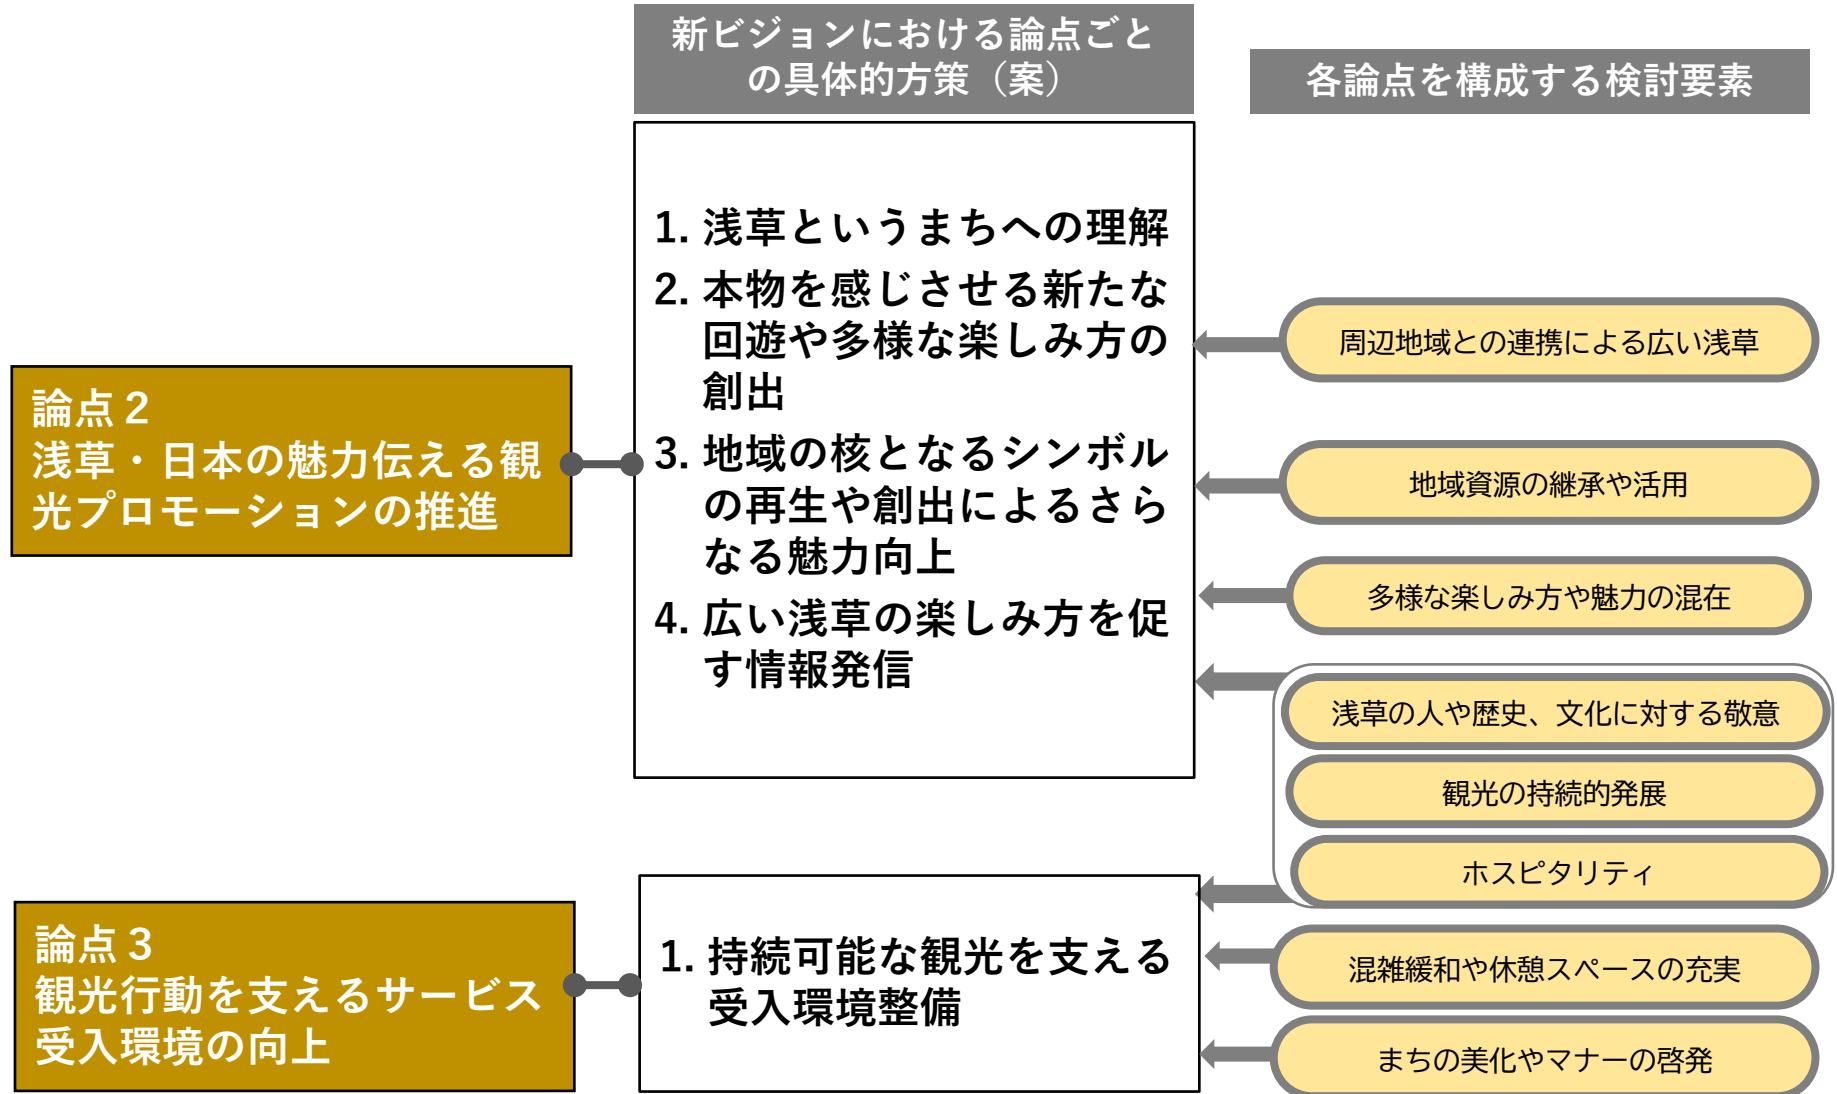 新ビジョンにおける論点ごと
の具体的方策（案）
各論点を構成する検討要素
論点２
浅草・日本の魅力伝える観
光プロモーションの推進
1. 浅草というまちへの理解
2. 本物を感じさせる新たな
回遊や多様な楽しみ方の
創出
3. 地域の核となるシンボル
の再生や創出によるさら
なる魅力向上
4. 広い浅草の楽しみ方を促
す情報発信
周辺地域との連携による広い浅草
地域資源の継承や活用
多様な楽しみ方や魅力の混在
浅草の人や歴史、文化に対する敬意
観光の持続的発展
ホスピタリティ
論点３
観光行動を支えるサービス
受入環境の向上
1. 持続可能な観光を支える
受入環境整備
混雑緩和や休憩スペースの充実
まちの美化やマナーの啓発